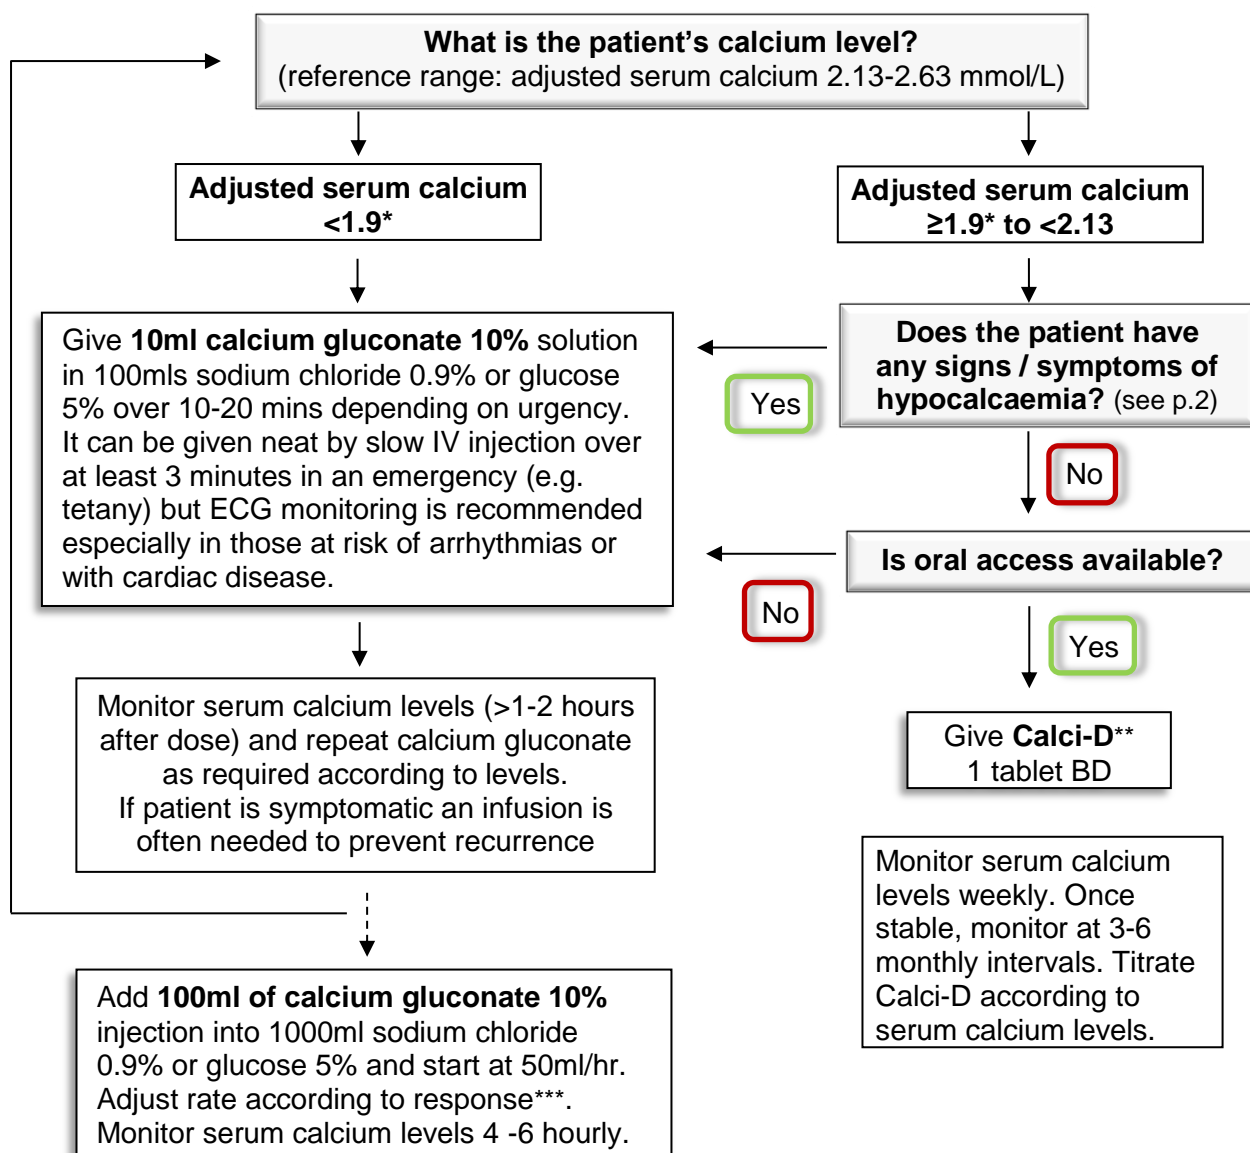 What is the patient’s calcium level?
(reference range: adjusted serum calcium 2.13-2.63 mmol/L)
Adjusted serum calcium
<1.9*
Adjusted serum calcium
≥1.9* to <2.13
Give 10ml calcium gluconate 10% solution
in 100mls sodium chloride 0.9% or glucose
5% over 10-20 mins depending on urgency.
It can be given neat by slow IV injection over
at least 3 minutes in an emergency (e.g.
tetany) but ECG monitoring is recommended
especially in those at risk of arrhythmias or
with cardiac disease.
Does the patient have
any signs / symptoms of
hypocalcaemia? (see p.2)
Yes
No
Is oral access available?
No
Yes
Monitor serum calcium levels (>1-2 hours
after dose) and repeat calcium gluconate
as required according to levels.
If patient is symptomatic an infusion is
often needed to prevent recurrence
Give Calci-D**
1 tablet BD
Monitor serum calcium
levels weekly. Once
stable, monitor at 3-6
monthly intervals. Titrate
Calci-D according to
serum calcium levels.
Add 100ml of calcium gluconate 10%
injection into 1000ml sodium chloride
0.9% or glucose 5% and start at 50ml/hr.
Adjust rate according to response***.
Monitor serum calcium levels 4 -6 hourly.